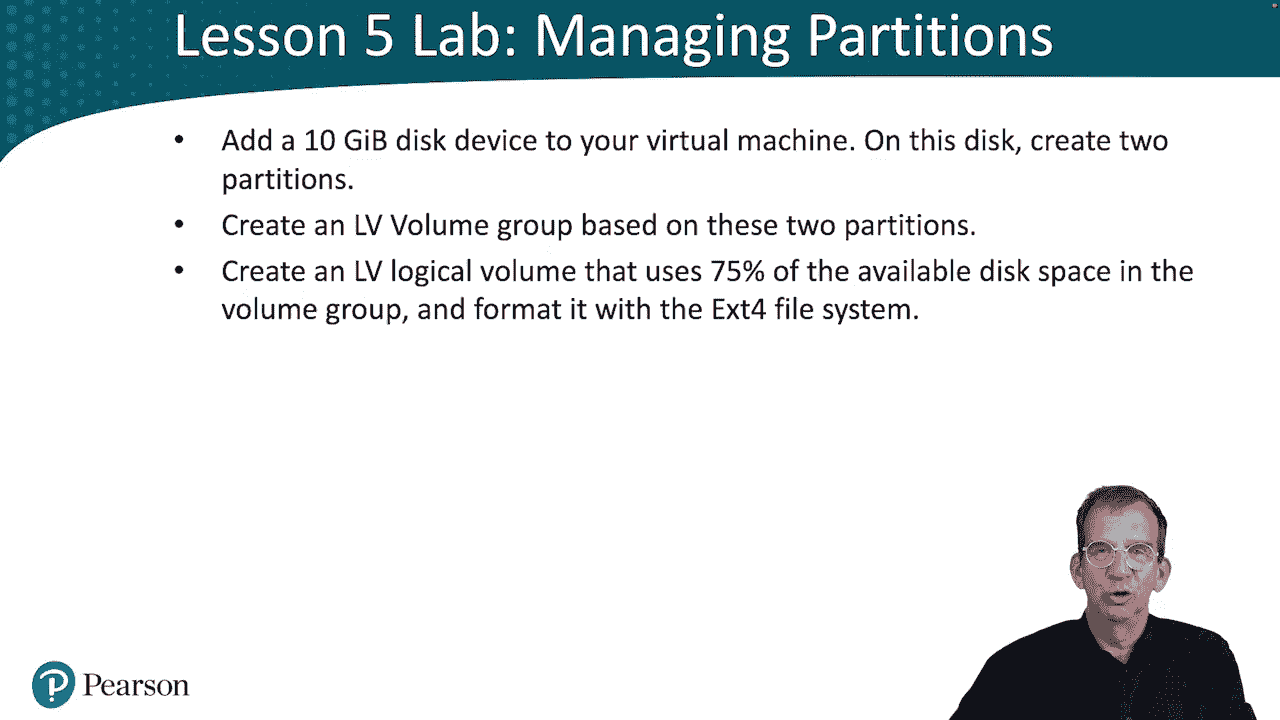 Lesson 5 Lab: Managing Partitions
• Add a 10 GiB disk device to your virtual machine. On this disk, create two
partitions.
• Create an LV Volume group based on these two partitions.
• Create an LV logical volume that uses 75% of the available disk space in the
volume group, and format it with the Ext4 file system.
Pearson